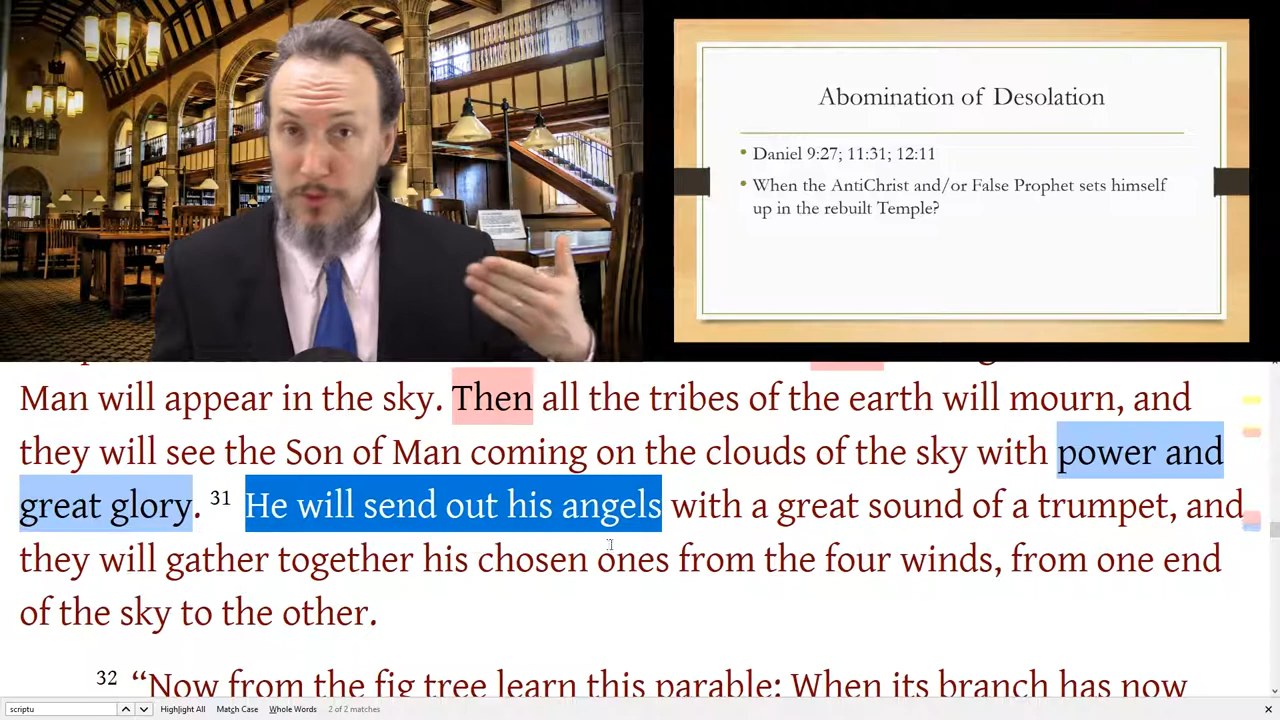 Abomination of Desolation
• Daniel 9:27; 11:31; 12:11
• When the AntiChrist and/or False Prophet sets himself
up in the rebuilt Temple?
Man will appear in the sky. Then all the tribes of the earth will mourn, and
they will see the Son of Man coming on the clouds of the sky with power and
great glory. 31 He will send out his angels with a great sound of a trumpet, and
they will gather together his chosen ones from the four winds, from one end
of the sky to the other.
32 “Now from the fig tree learn this parable: When its branch has now
scriptu
Highlight All Match Case Whole Words 2 of 2 matches